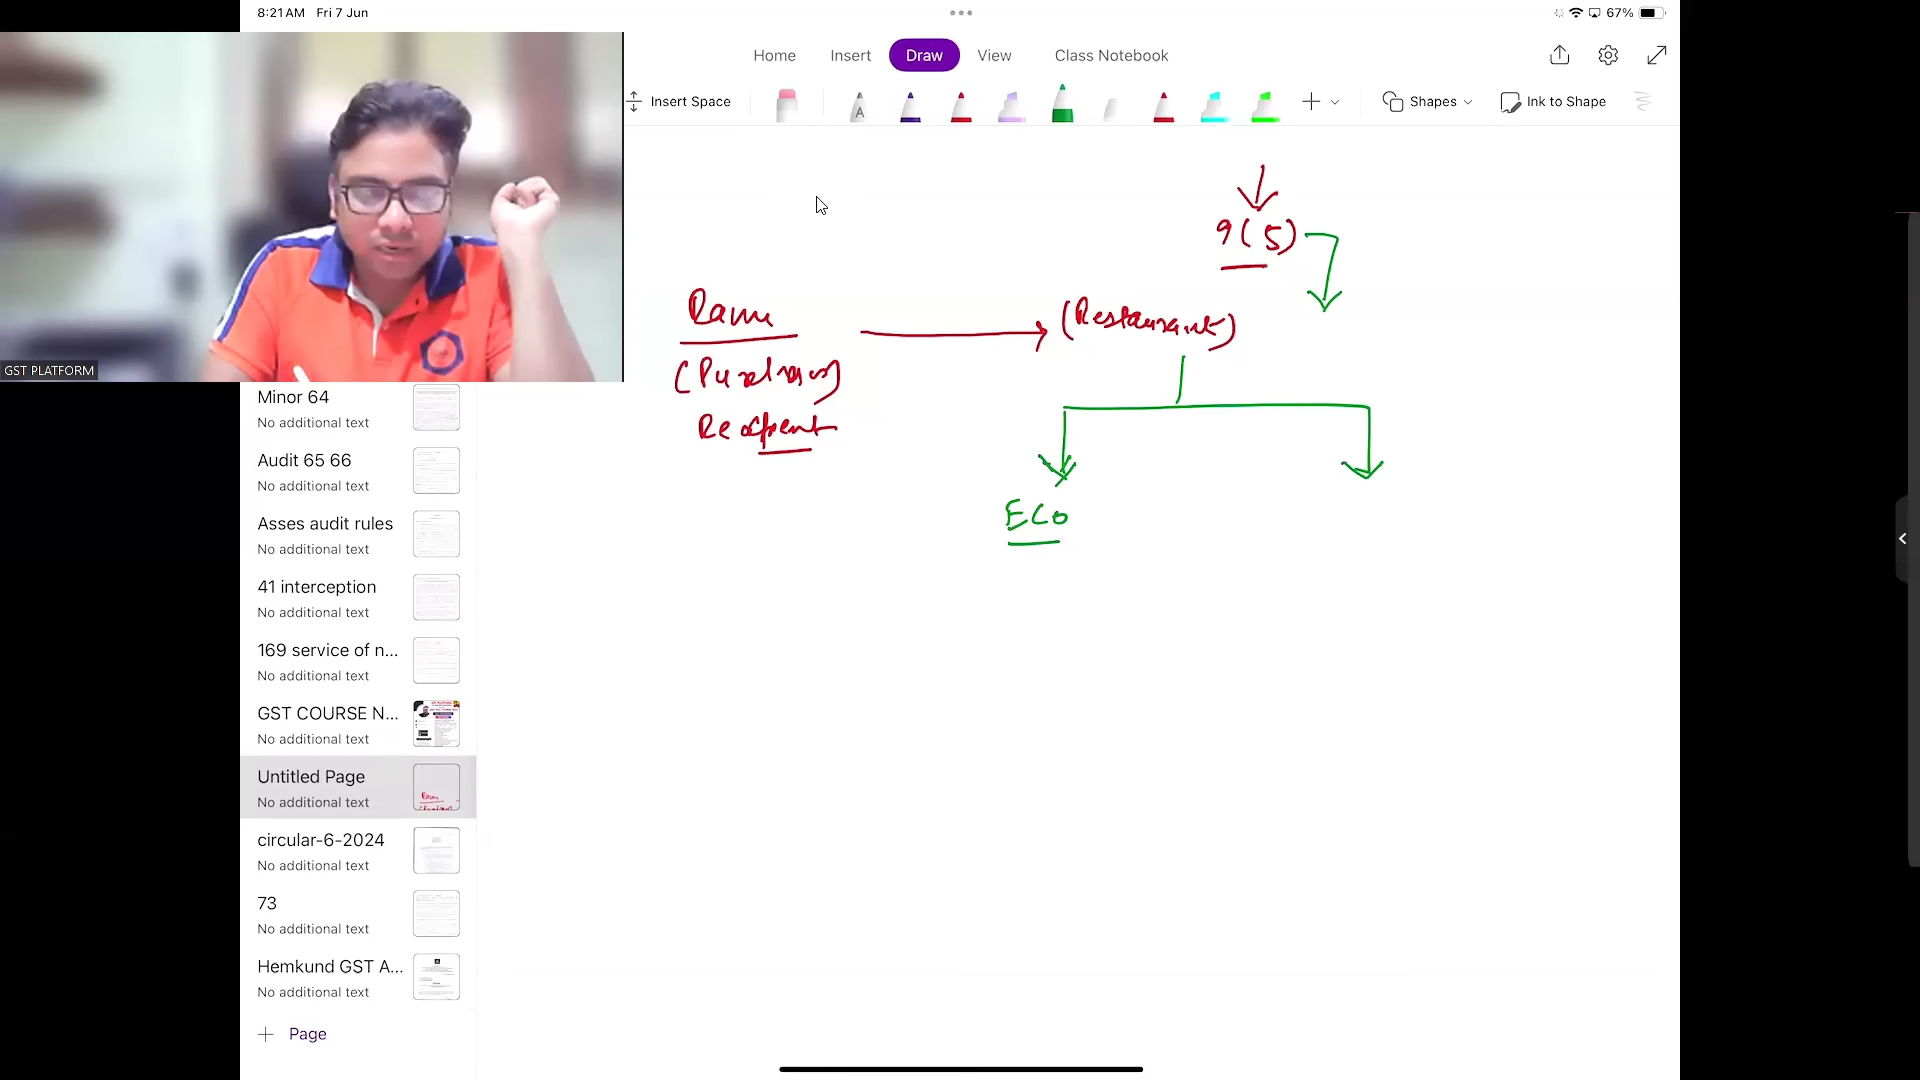 8:21 AM Fri 7 Jun
67%
Home Insert Draw View Class Notebook
Insert Space
A
Shapes
Ink to Shape
GST PLATFORM
Minor 64
No additional text
Audit 65 66
No additional text
Asses audit rules
No additional text
41 interception
No additional text
169 service of n...
No additional text
GST COURSE N...
No additional text
Untitled Page
No additional text
circular-6-2024
No additional text
73
No additional text
Hemkund GST A...
No additional text
Page
9(5)
(Restaurant)
ECO